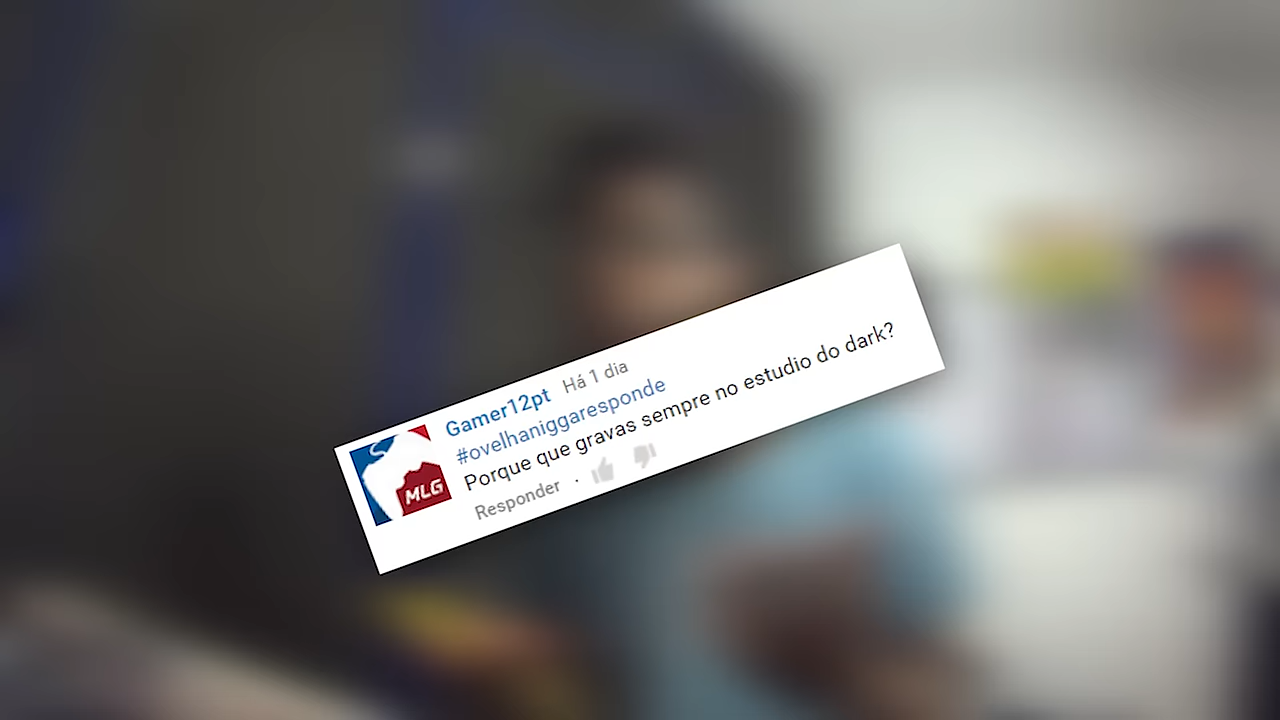 Gamer12pt Há 1 dia
#ovelhaniggaresponde
Porque que gravas sempre no estudio do dark?
Responder .
MLG